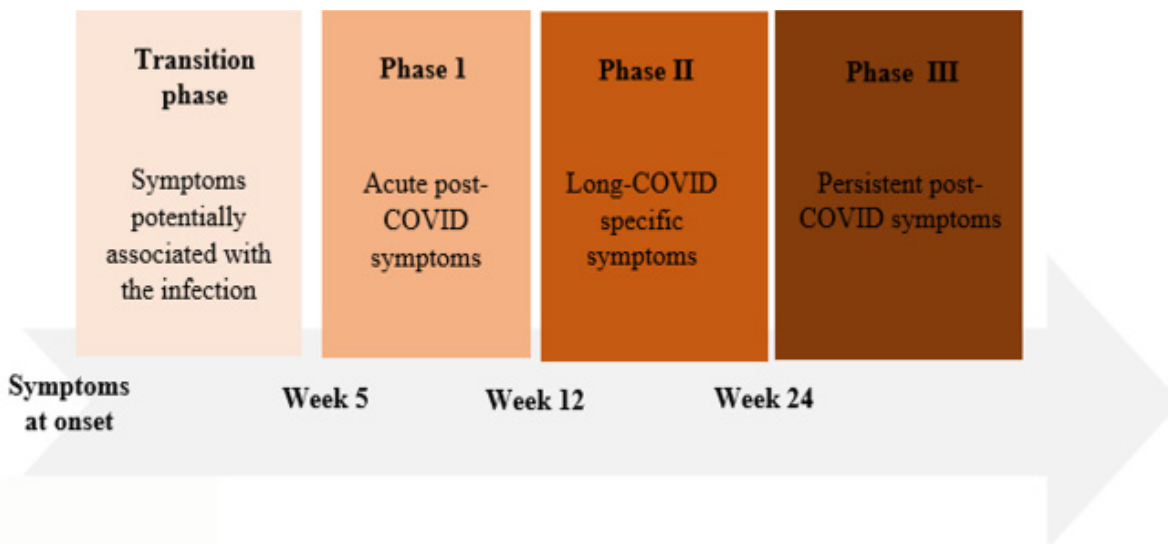 Transition
phase
Symptoms
potentially
associated with
the infection
Phase 1
Acute post-
COVID
symptoms
Phase II
Long-COVID
specific
symptoms
Phase III
Persistent post-
COVID symptoms
Symptoms
at onset
Week 5
Week 12
Week 24